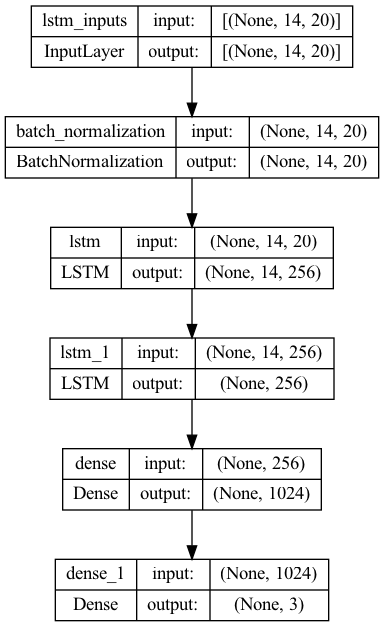 lstm_inputs input: [(None, 14, 20)]
InputLayer output: [(None, 14, 20)]
batch_normalization input: (None, 14, 20)
BatchNormalization output: (None, 14, 20)
lstm input: (None, 14, 20)
LSTM output: (None, 14, 256)
lstm_1 input: (None, 14, 256)
LSTM output: (None, 256)
dense input: (None, 256)
Dense output: (None, 1024)
dense_1 input: (None, 1024)
Dense output: (None, 3)